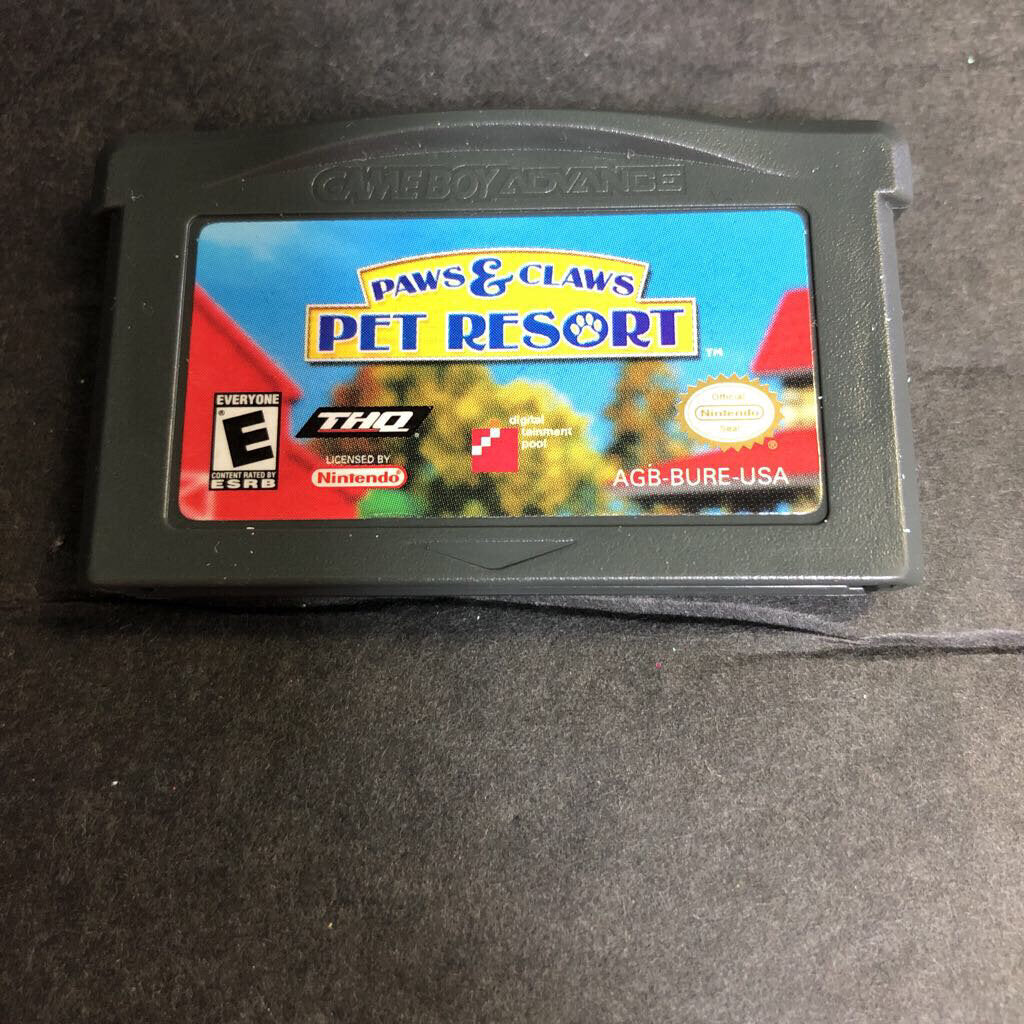 GAME BOY ADVANCE
PAWS & CLAWS
PET RESORT
TM
EVERYONE
E
®
CONTENT RATED BY
ESRB
THQ
LICENSED BY
Nintendo
digital
tainment
pool
Official
Nintendo
Seal
®
AGB-BURE-USA